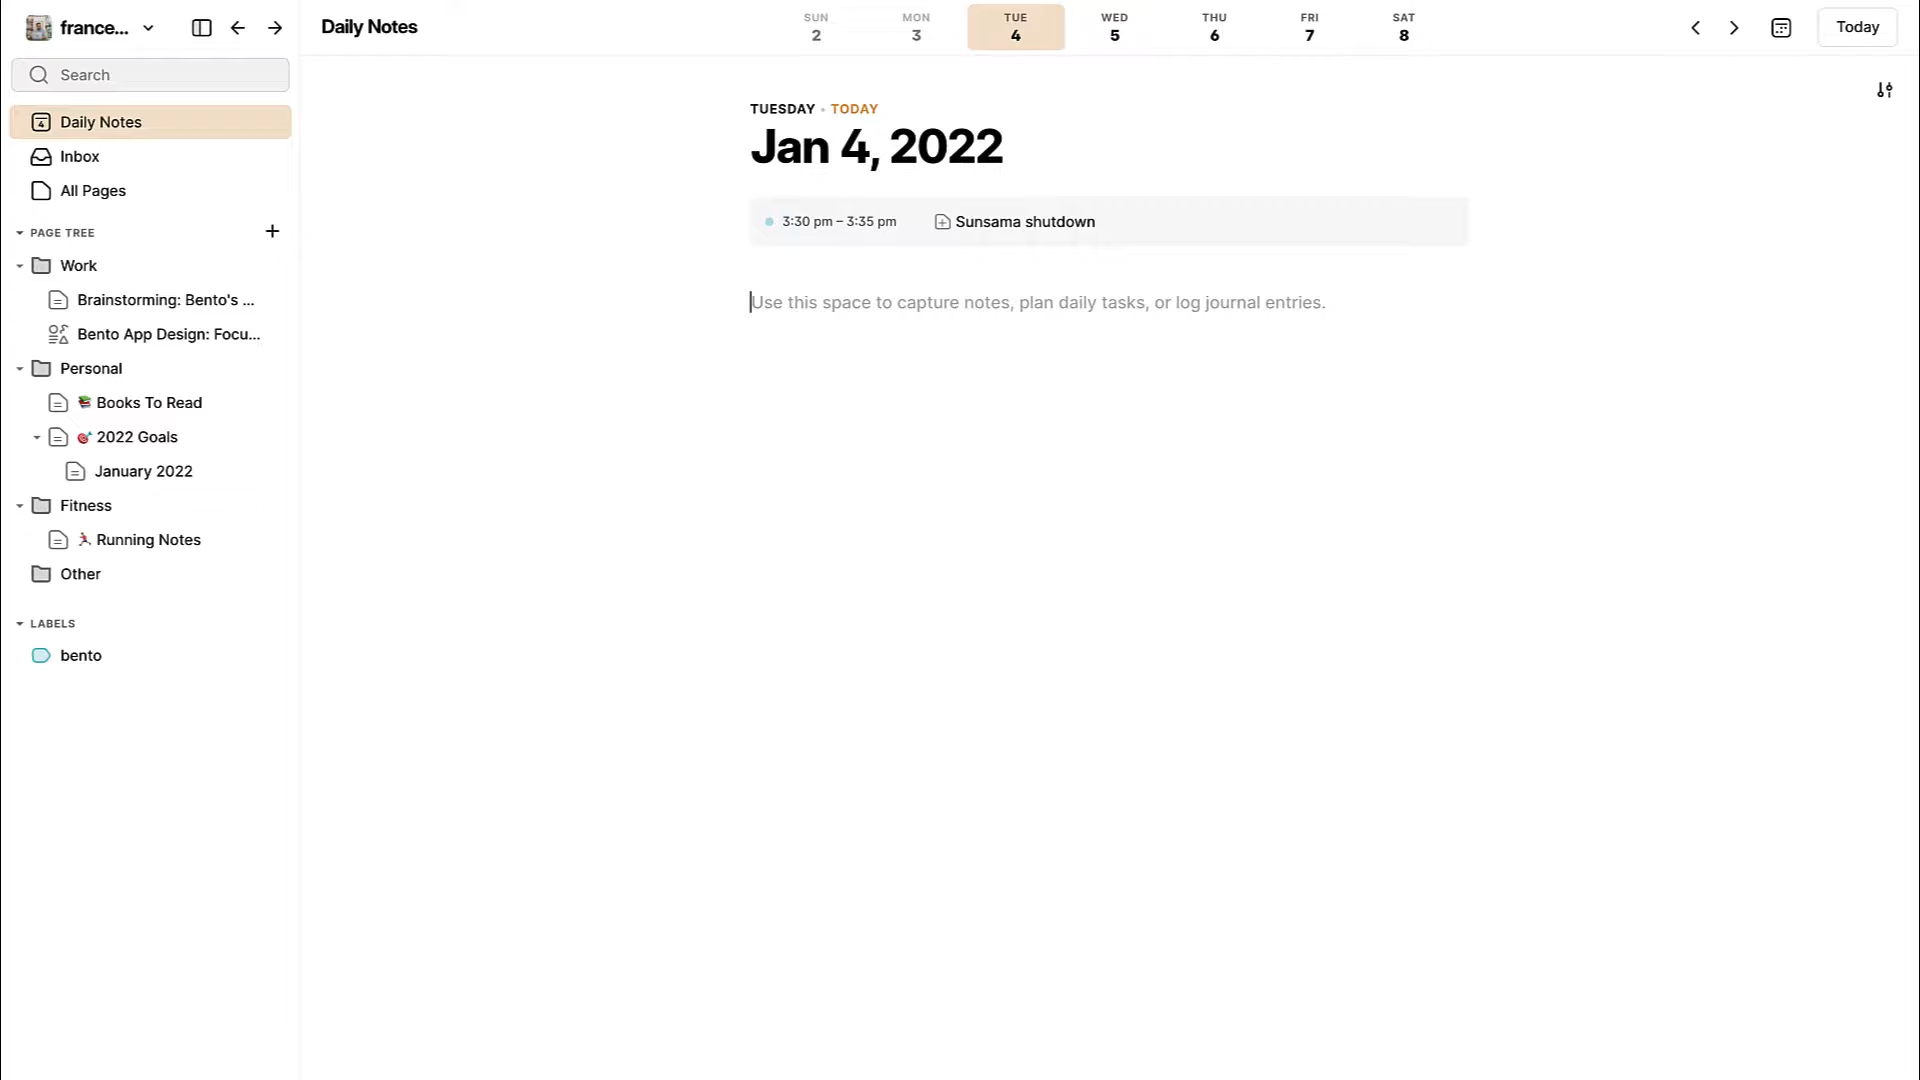 france...
Search
Daily Notes
Inbox
All Pages
PAGE TREE
Work
Brainstorming: Bento's ...
Bento App Design: Focu...
Personal
📚 Books To Read
🎯 2022 Goals
January 2022
Fitness
🏃 Running Notes
Other
LABELS
bento
Daily Notes
SUN MON TUE WED THU FRI SAT
2 3 4 5 6 7 8
Today
TUESDAY • TODAY
Jan 4, 2022
3:30 pm – 3:35 pm Sunsama shutdown
Use this space to capture notes, plan daily tasks, or log journal entries.